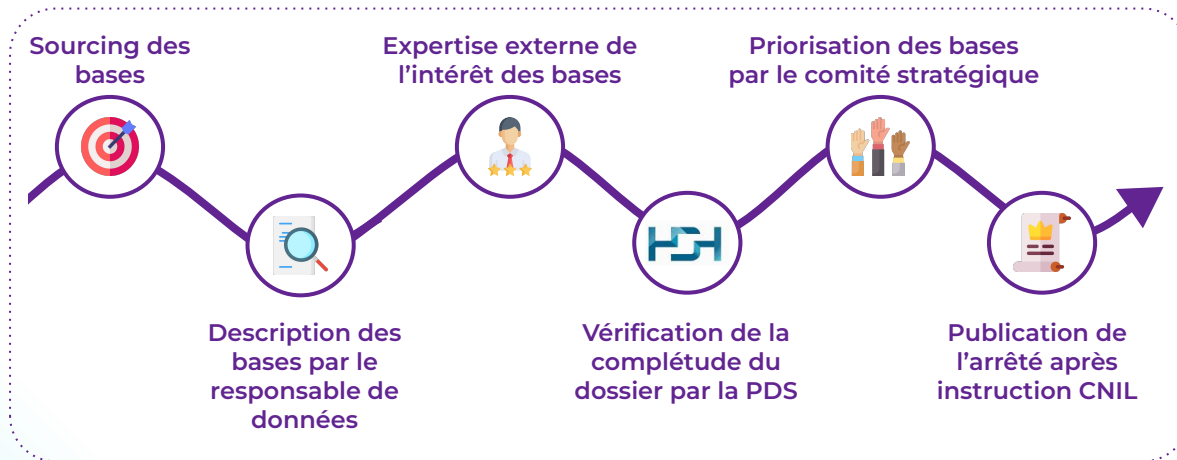 Sourcing des
bases
Description des
bases par le
responsable de
données
Expertise externe de
l’intérêt des bases
HDH
Vérification de la
complétude du
dossier par la PDS
Priorisation des bases
par le comité stratégique
Publication de
l’arrêté après
instruction CNIL